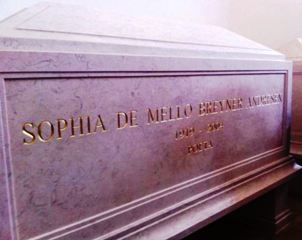 SOPHIA DE MELLO BREYNER ANDRESEN
1919 - 2004
POETA